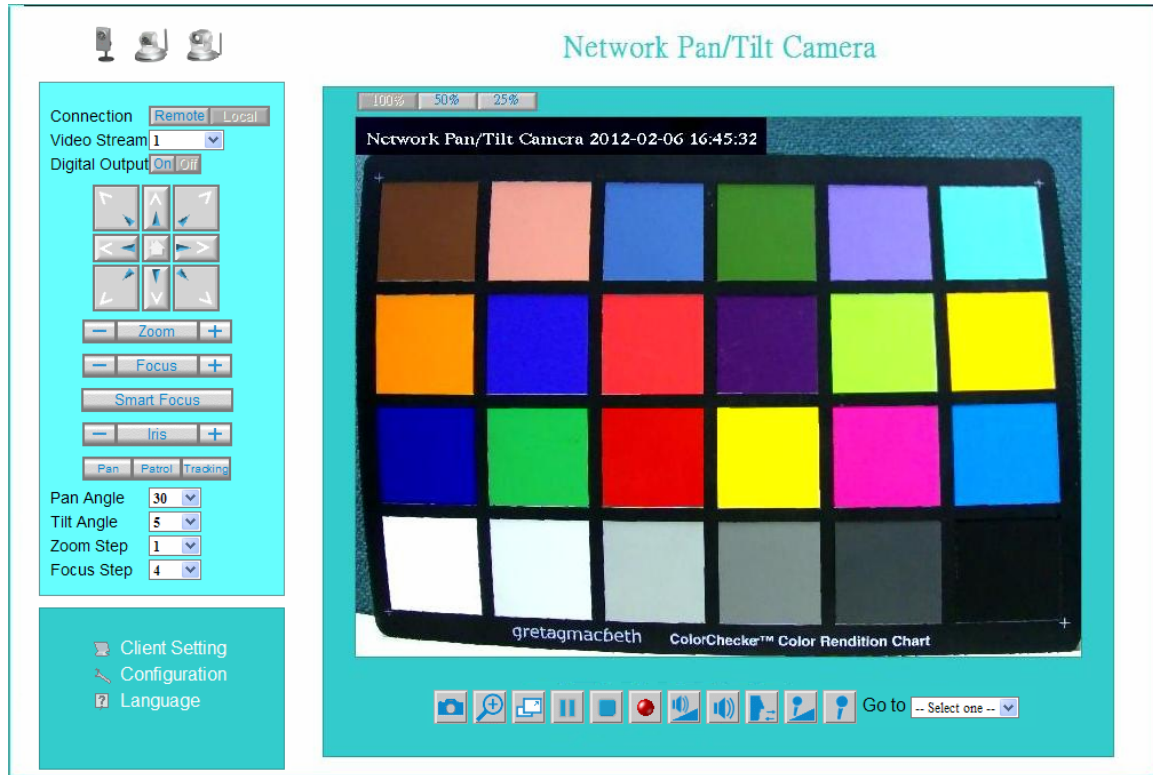 Network Pan/Tilt Camera
Connection Remote Local
Video Stream 1
Digital Output On Off
Zoom
Focus
Smart Focus
Iris
Pan Patrol Tracking
Pan Angle 30
Tilt Angle 5
Zoom Step 1
Focus Step 4
Client Setting
Configuration
Language
100% 50% 25%
Network Pan/Tilt Camera 2012-02-06 16:45:32
gretagmacbeth ColorChecker™ Color Rendition Chart
Go to -- Select one --